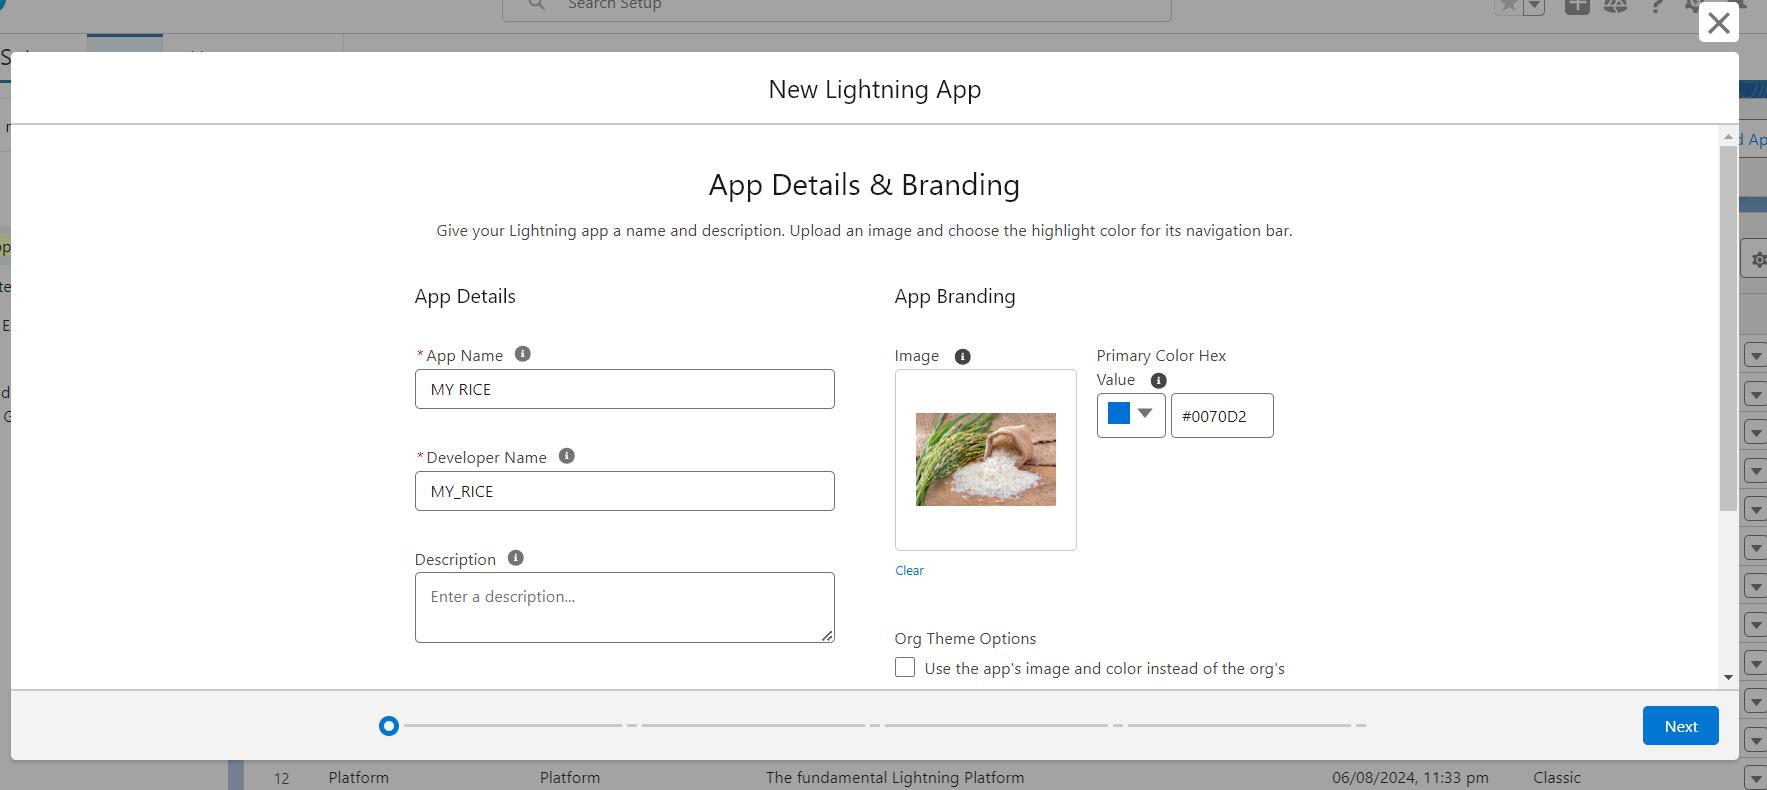 Search Setup
New Lightning App
App Details & Branding
Give your Lightning app a name and description. Upload an image and choose the highlight color for its navigation bar.
App Details
App Branding
*App Name
MY RICE
Image
Primary Color Hex
Value
#0070D2
*Developer Name
MY_RICE
Description
Enter a description...
Clear
Org Theme Options
Use the app's image and color instead of the org's
Next
12 Platform Platform The fundamental Lightning Platform 06/08/2024, 11:33 pm Classic